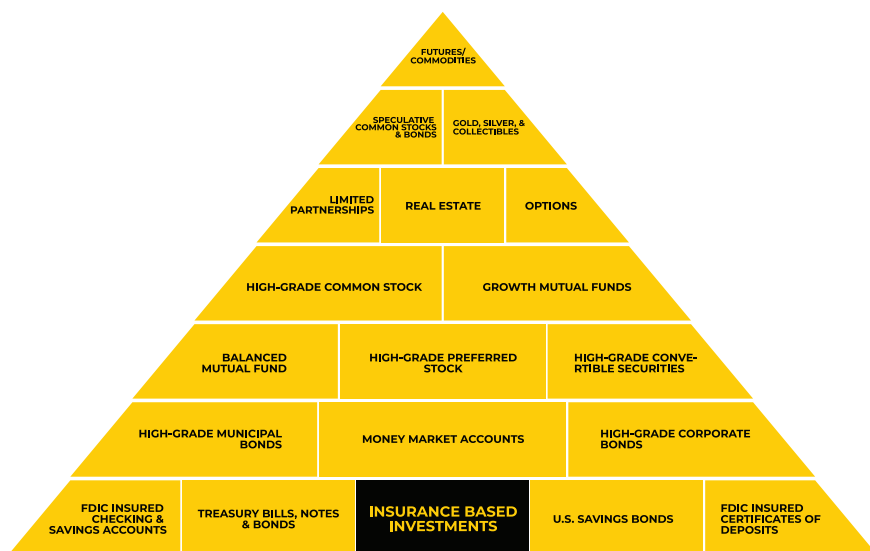 FUTURES/
COMMODITIES
SPECULATIVE
COMMON STOCKS
& BONDS
GOLD, SILVER, &
COLLECTIBLES
LIMITED
PARTNERSHIPS
REAL ESTATE
OPTIONS
HIGH-GRADE COMMON STOCK
GROWTH MUTUAL FUNDS
BALANCED
MUTUAL FUND
HIGH-GRADE PREFERRED
STOCK
HIGH-GRADE CONVE-
RTIBLE SECURITIES
HIGH-GRADE MUNICIPAL
BONDS
MONEY MARKET ACCOUNTS
HIGH-GRADE CORPORATE
BONDS
FDIC INSURED
CHECKING &
SAVINGS ACCOUNTS
TREASURY BILLS, NOTES
& BONDS
INSURANCE BASED
INVESTMENTS
U.S. SAVINGS BONDS
FDIC INSURED
CERTIFICATES OF
DEPOSITS